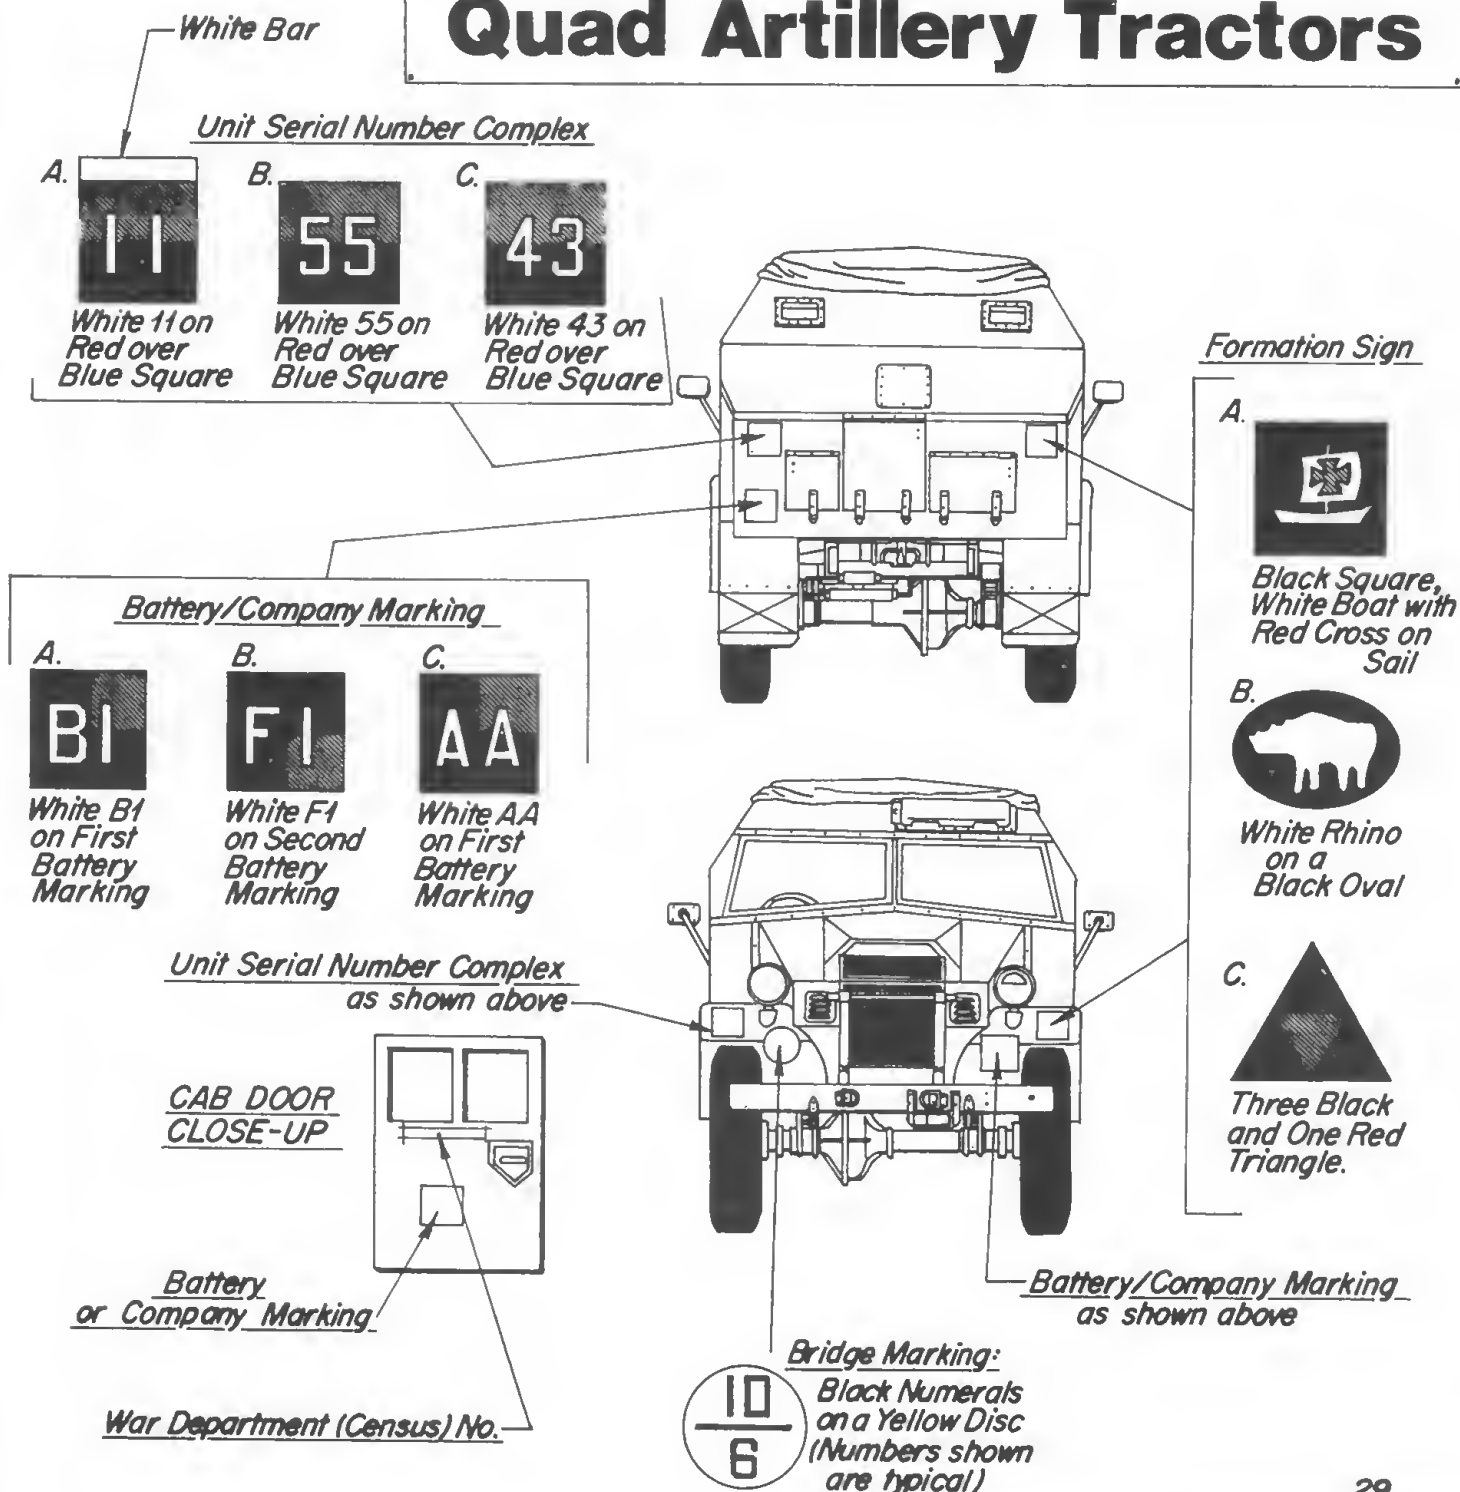 Quad Artillery Tractors
White Bar
Unit Serial Number Complex
A.
11
White 11 on
Red over
Blue Square
B.
55
White 55 on
Red over
Blue Square
C.
43
White 43 on
Red over
Blue Square
Formation Sign
A.
Black Square,
White Boat with
Red Cross on
Sail
B.
White Rhino
on a
Black Oval
C.
Three Black
and One Red
Triangle.
Battery/Company Marking
A.
B1
White B1
on First
Battery
Marking
B.
F1
White F1
on Second
Battery
Marking
C.
AA
White AA
on First
Battery
Marking
Unit Serial Number Complex
as shown above
CAB DOOR
CLOSE-UP
Battery
or Company Marking
War Department (Census) No.
Battery/Company Marking
as shown above
Bridge Marking:
Black Numerals
on a Yellow Disc
(Numbers shown
are typical)
10
6
29